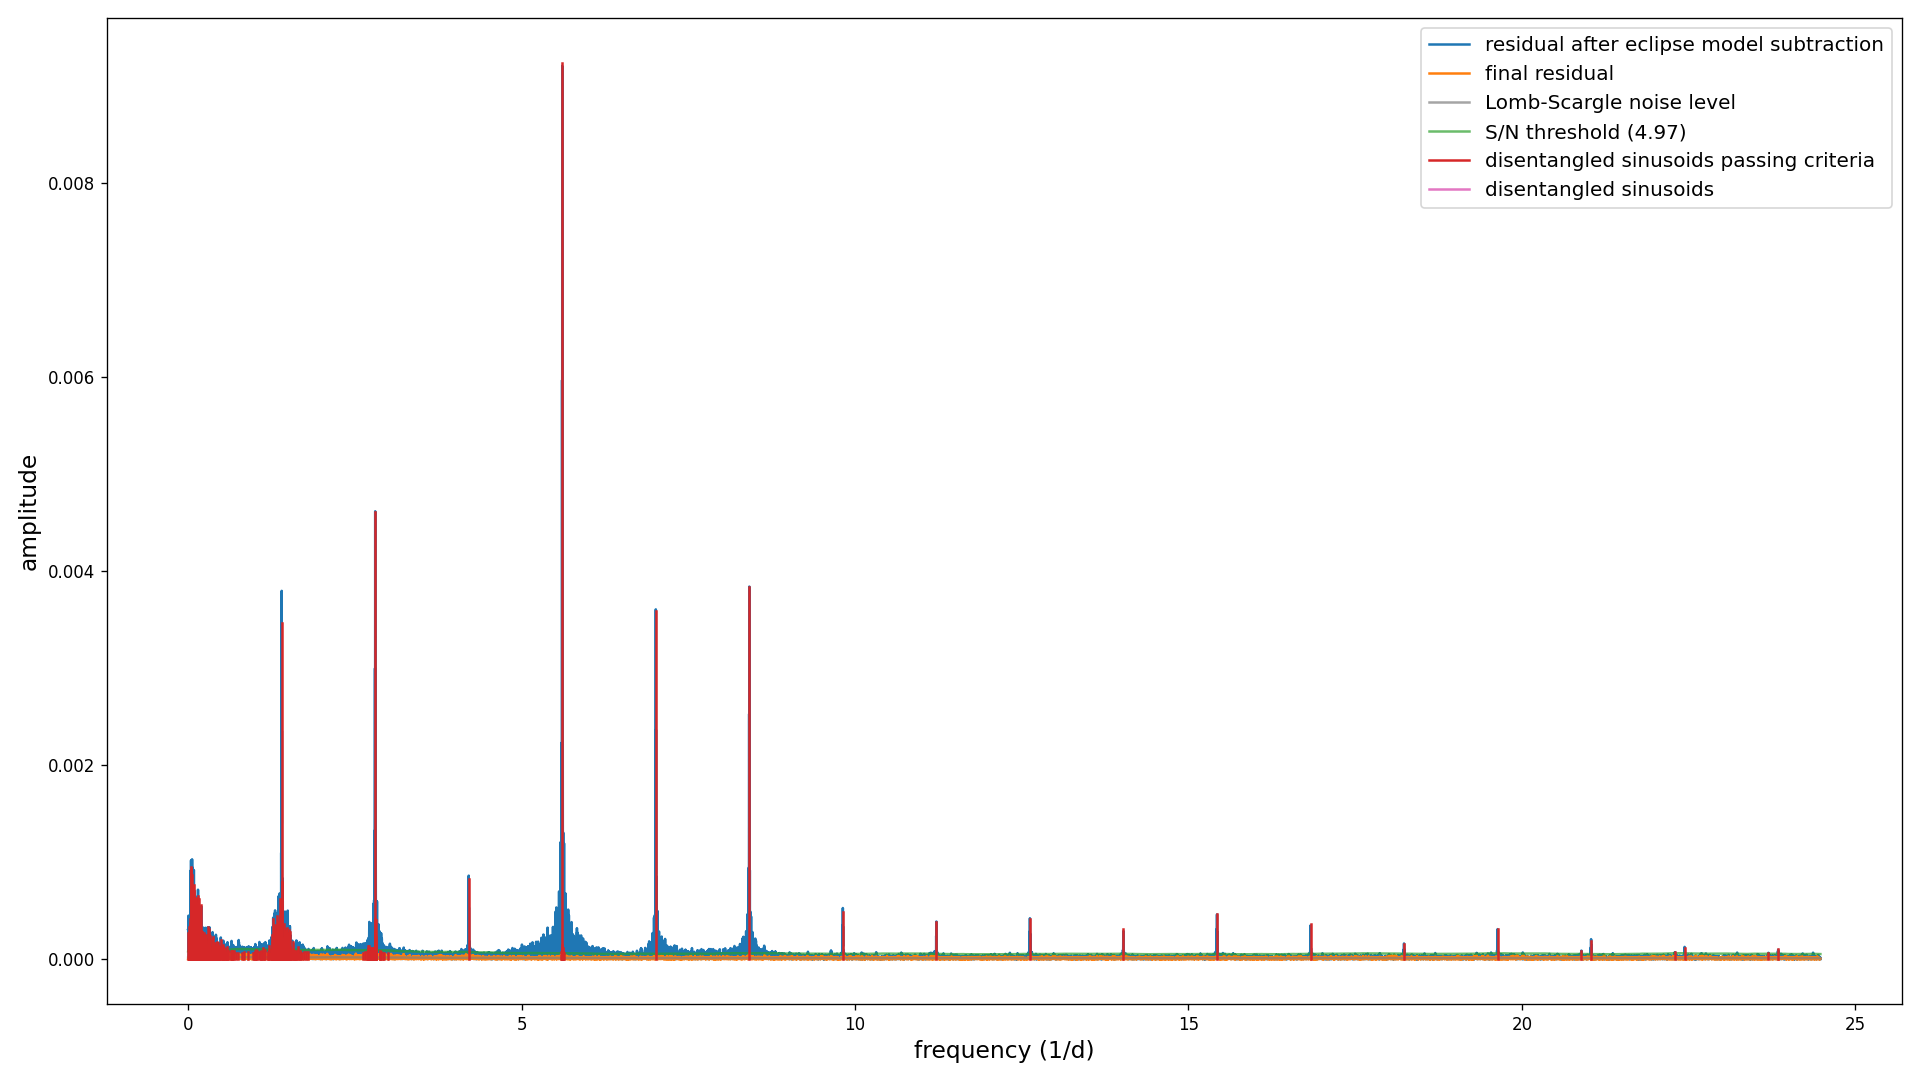 residual after eclipse model subtraction
final residual
Lomb-Scargle noise level
S/N threshold (4.97)
disentangled sinusoids passing criteria
disentangled sinusoids
0.008
0.006
0.004
0.002
0.000
amplitude
0 5 10 15 20 25
frequency (1/d)